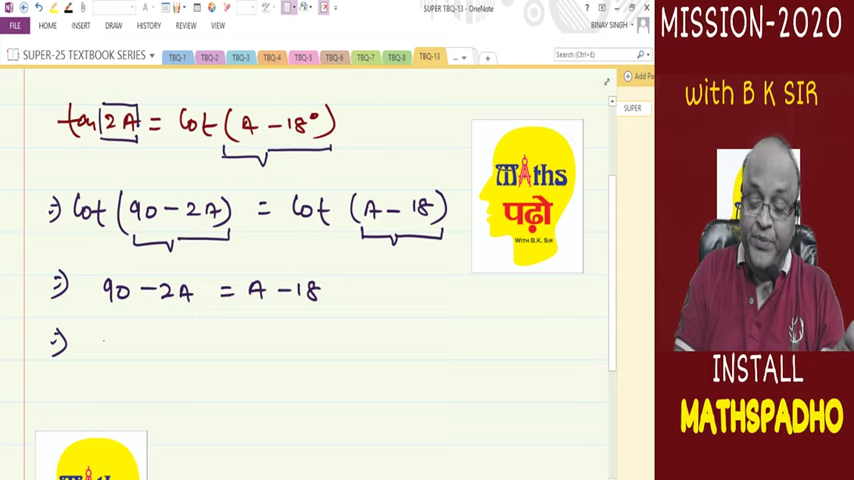 SUPER TBQ-13 - OneNote
FILE HOME INSERT DRAW HISTORY REVIEW VIEW
BINAY SINGH
SUPER-25 TEXTBOOK SERIES
TBQ-1 TBQ-2 TBQ-3 TBQ-4 TBQ-5 TBQ-6 TBQ-7 TBQ-8 TBQ-13
Search (Ctrl+E)
Add Pa
SUPER
tan 2A = Cot (A - 18°)
=) Cot (90 - 2A) = Cot (A - 18)
=) 90 - 2A = A - 18
=)
Maths
पढ़ो
WITH B.K. SIR
MISSION-2020
with B K SIR
INSTALL
MATHSPADHO